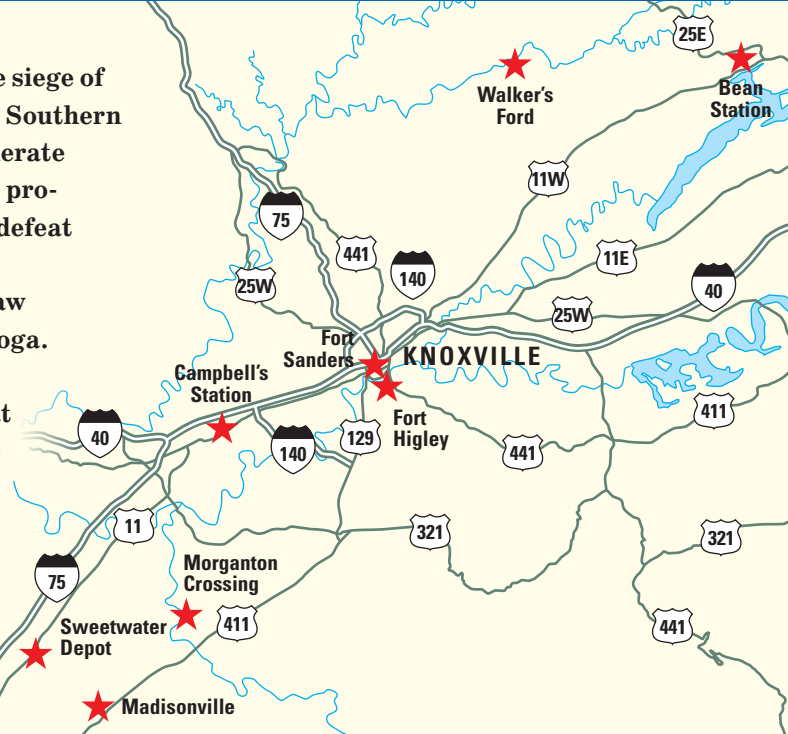 e siege of
Southern
erate
pro-
defeat
aw
oga.
t
25E
Walker's
Ford
Bean
Station
11W
75
441
140
11E
40
25W
25W
Fort
Sanders
KNOXVILLE
Campbell's
Station
Fort
Higley
411
40
140
129
441
11
321
321
75
Morganton
Crossing
411
441
Sweetwater
Depot
Madisonville